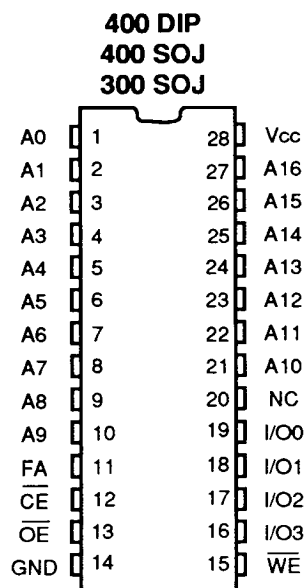 400 DIP
400 SOJ
300 SOJ
A0 1 28 Vcc
A1 2 27 A16
A2 3 26 A15
A3 4 25 A14
A4 5 24 A13
A5 6 23 A12
A6 7 22 A11
A7 8 21 A10
A8 9 20 NC
A9 10 19 I/O0
FA 11 18 I/O1
C̅E̅ 12 17 I/O2
O̅E̅ 13 16 I/O3
GND 14 15 W̅E̅